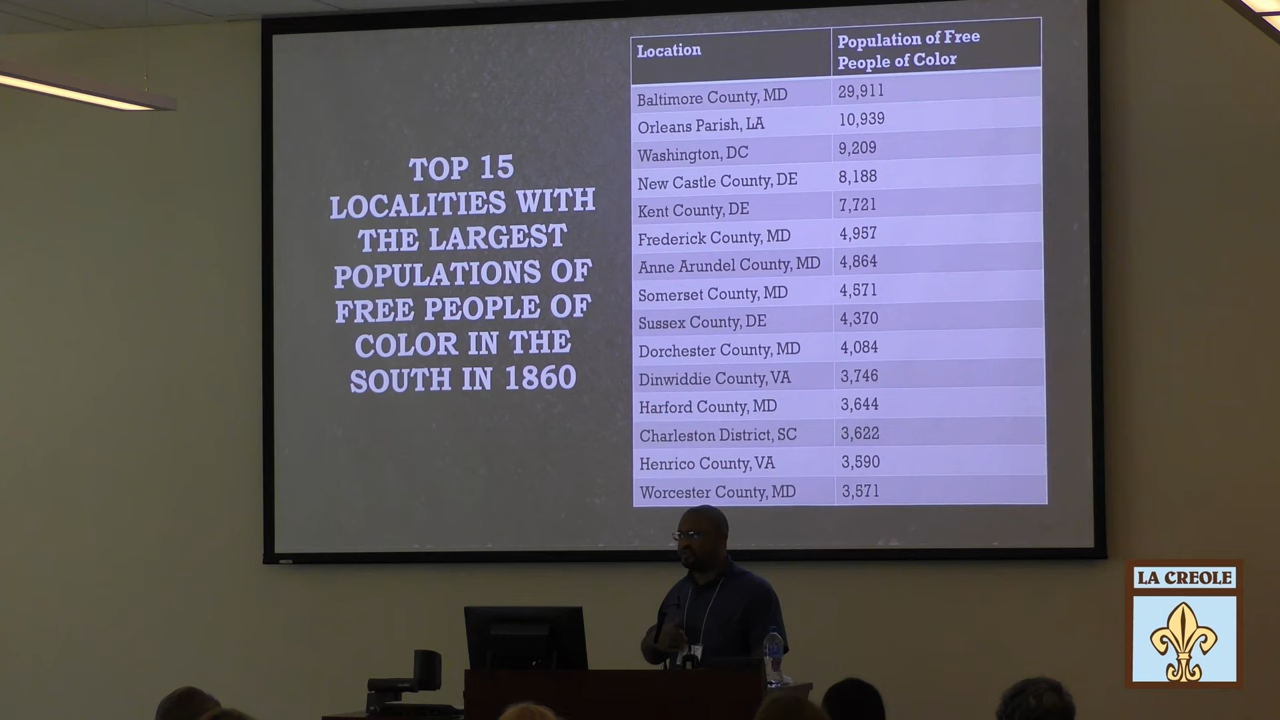 TOP 15
LOCALITIES WITH
THE LARGEST
POPULATIONS OF
FREE PEOPLE OF
COLOR IN THE
SOUTH IN 1860
Location Population of Free
People of Color
Baltimore County, MD 29,911
Orleans Parish, LA 10,939
Washington, DC 9,209
New Castle County, DE 8,188
Kent County, DE 7,721
Frederick County, MD 4,957
Anne Arundel County, MD 4,864
Somerset County, MD 4,571
Sussex County, DE 4,370
Dorchester County, MD 4,084
Dinwiddie County, VA 3,746
Harford County, MD 3,644
Charleston District, SC 3,622
Henrico County, VA 3,590
Worcester County, MD 3,571
LA CREOLE